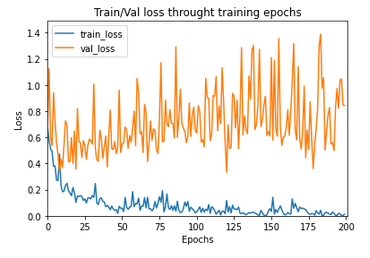 Train/Val loss throught training epochs
train_loss
val_loss
Loss
1.4
1.2
1.0
0.8
0.6
0.4
0.2
0.0
0 25 50 75 100 125 150 175 200
Epochs